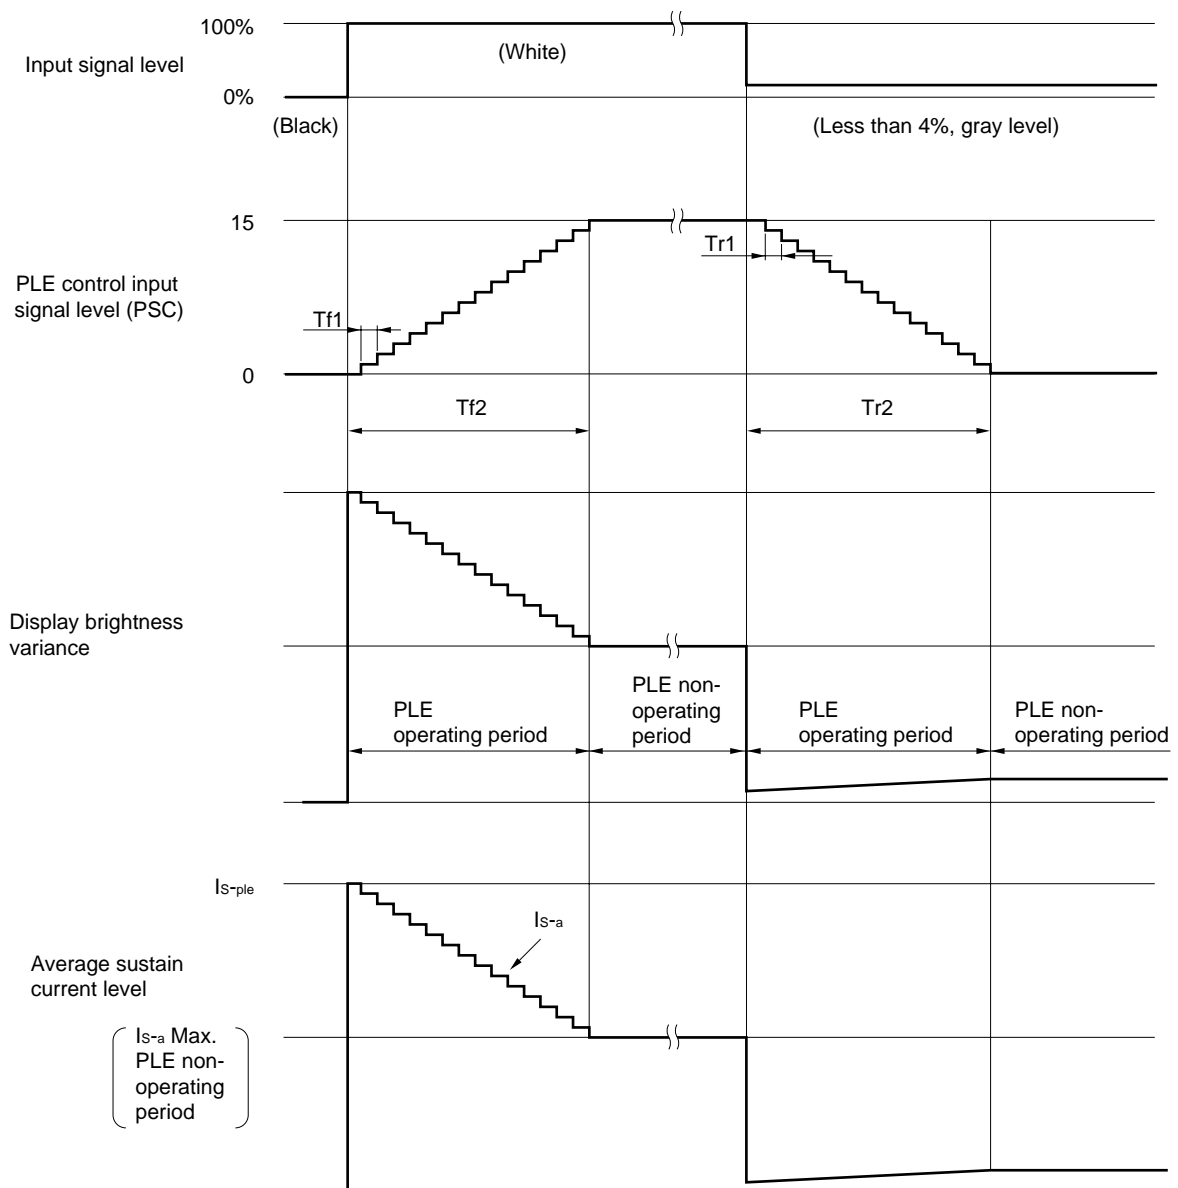 100%
Input signal level
(White)
0%
(Black)
(Less than 4%, gray level)
15
Tr1
PLE control input
signal level (PSC)
Tf1
0
Tf2
Tr2
Display brightness
variance
PLE
operating period
PLE non-
operating
period
PLE
operating period
PLE non-
operating period
IS-ple
IS-a
Average sustain
current level
IS-a Max.
PLE non-
operating
period